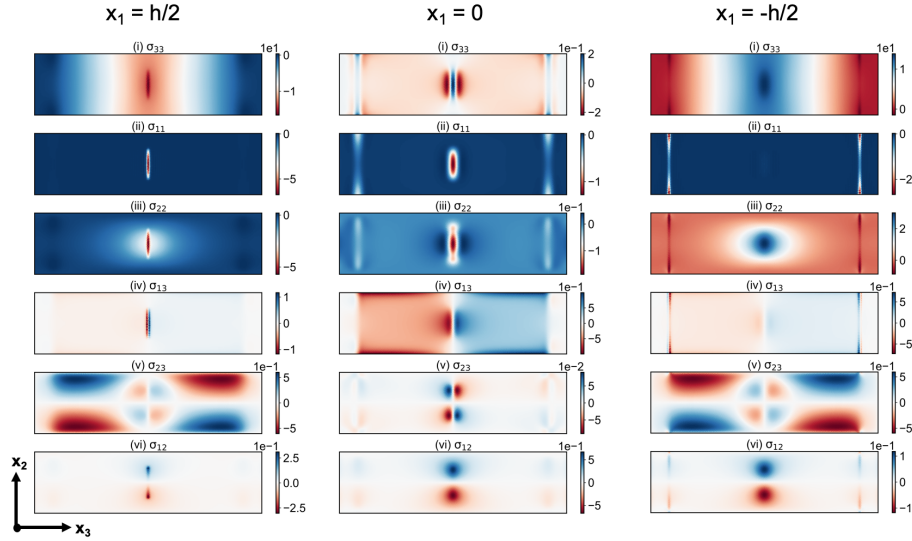 x₁ = h/2 x₁ = 0 x₁ = -h/2
(i) σ₃₃ 1e1 (i) σ₃₃ 1e−1 (i) σ₃₃ 1e1
0 −1 2 0 −2 1 0
(ii) σ₁₁ (ii) σ₁₁ (ii) σ₁₁
0 −5 0 −1 0 −2
(iii) σ₂₂ (iii) σ₂₂ 1e−1 (iii) σ₂₂
0 −5 0 −1 2 0
(iv) σ₁₃ (iv) σ₁₃ 1e−1 (iv) σ₁₃ 1e−1
1 0 −1 5 0 −5 5 0 −5
(v) σ₂₃ 1e−1 (v) σ₂₃ 1e−2 (v) σ₂₃ 1e−1
5 0 −5 5 0 −5 5 0 −5
(vi) σ₁₂ 1e−1 (vi) σ₁₂ 1e−1 (vi) σ₁₂ 1e−1
2.5 0.0 −2.5 5 0 −5 1 0 −1
x₂
x₃